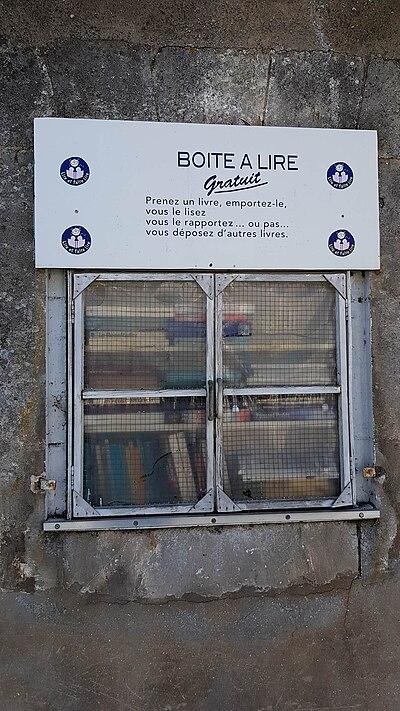 BOITE A LIRE
Gratuit
Prenez un livre, emportez-le,
vous le lisez
vous le rapportez... ou pas...
vous déposez d'autres livres.